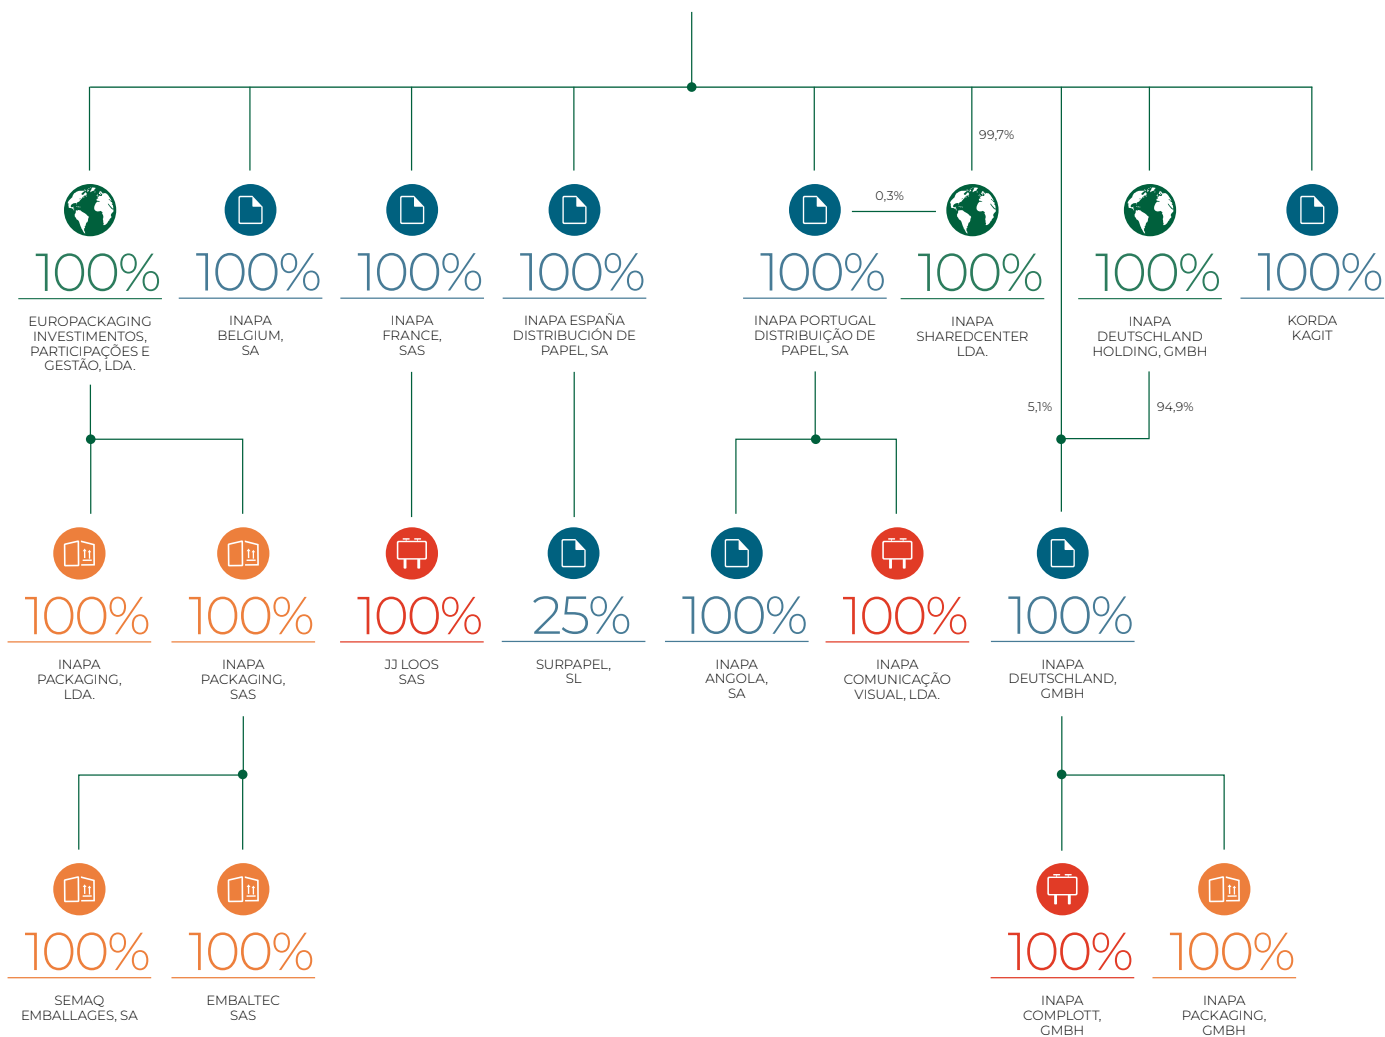 99,7%
0,3%
100%
EUROPACKAGING
INVESTIMENTOS,
PARTICIPAÇÕES E
GESTÃO, LDA.
100%
INAPA
BELGIUM,
SA
100%
INAPA
FRANCE,
SAS
100%
INAPA ESPAÑA
DISTRIBUCIÓN DE
PAPEL, SA
100%
INAPA PORTUGAL
DISTRIBUIÇÃO DE
PAPEL, SA
100%
INAPA
SHAREDCENTER
LDA.
100%
INAPA
DEUTSCHLAND
HOLDING, GMBH
100%
KORDA
KAGIT
5,1%
94,9%
100%
INAPA
PACKAGING,
LDA.
100%
INAPA
PACKAGING,
SAS
100%
JJ LOOS
SAS
25%
SURPAPEL,
SL
100%
INAPA
ANGOLA,
SA
100%
INAPA
COMUNICAÇÃO
VISUAL, LDA.
100%
INAPA
DEUTSCHLAND,
GMBH
100%
SEMAQ
EMBALLAGES, SA
100%
EMBALTEC
SAS
100%
INAPA
COMPLOTT,
GMBH
100%
INAPA
PACKAGING,
GMBH